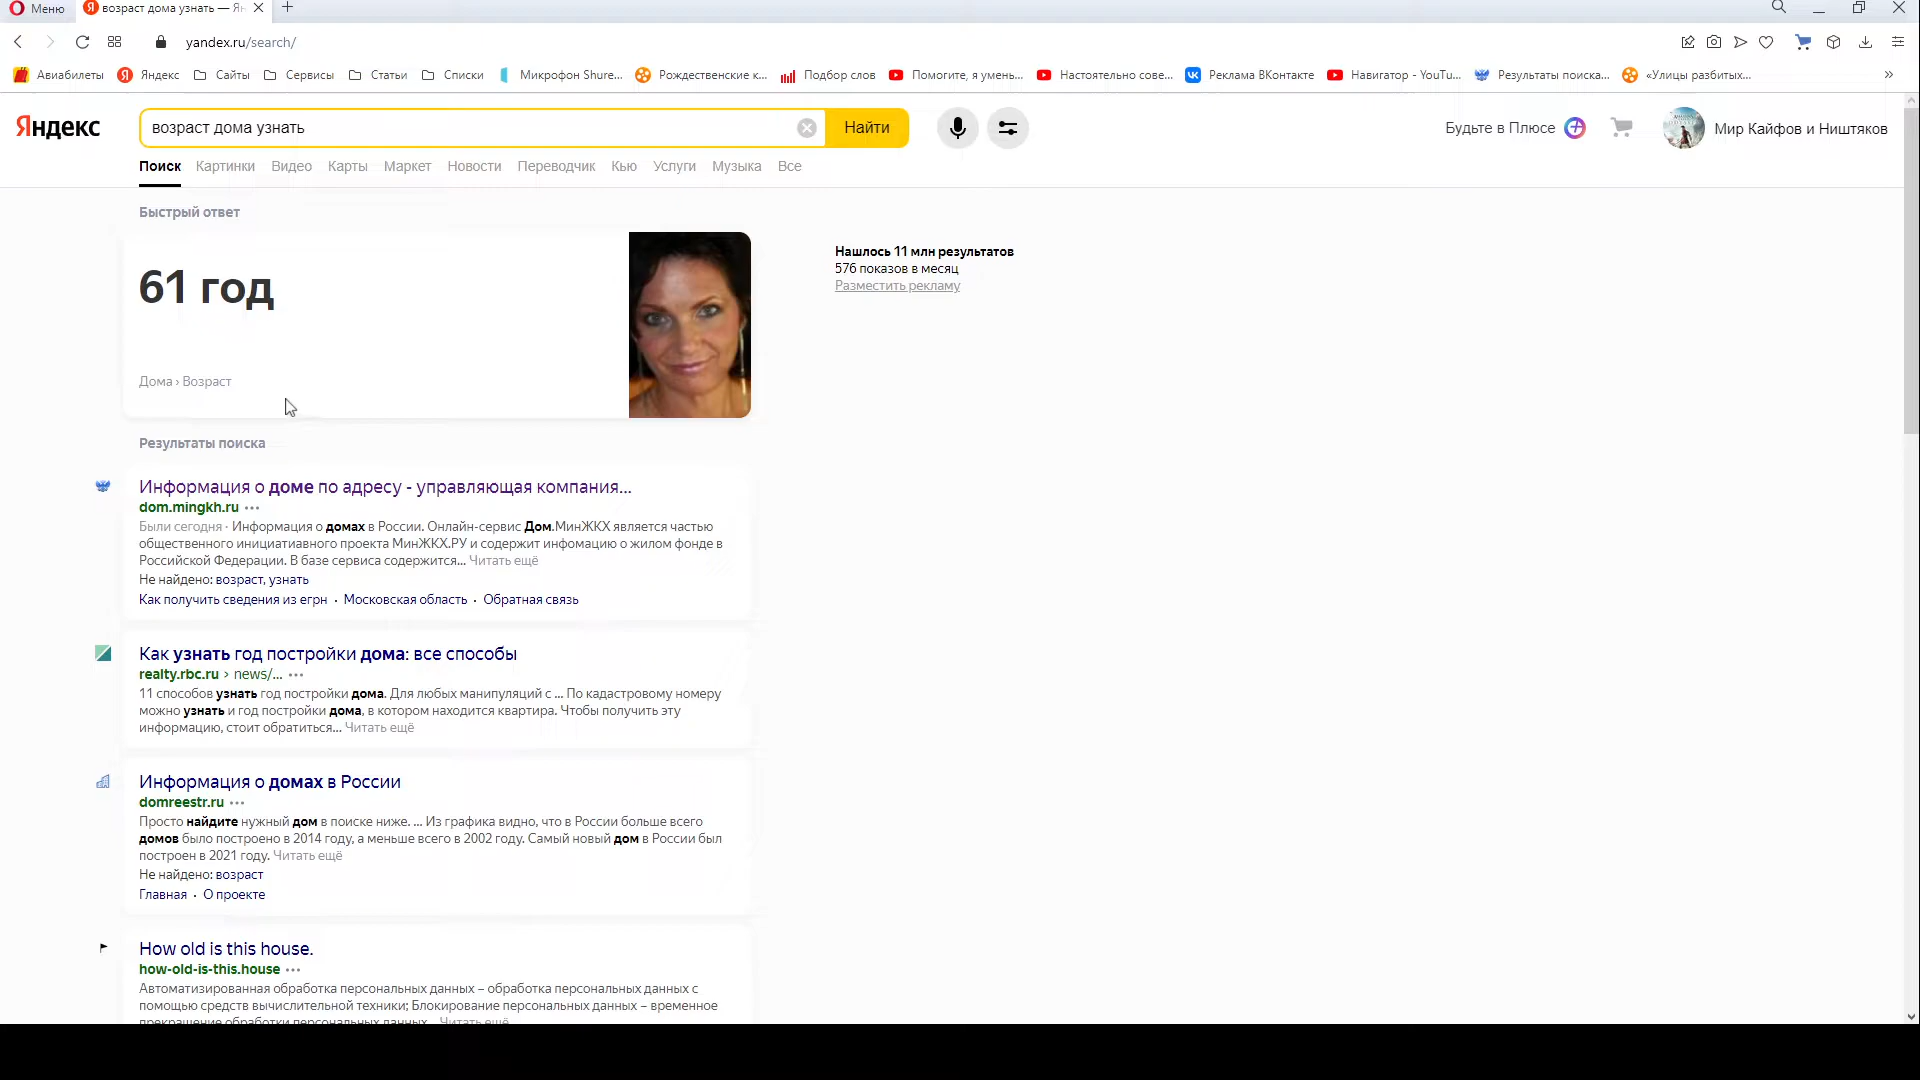 Меню
возраст дома узнать — Ян
yandex.ru/search/
Авиабилеты
Яндекс
Сайты
Сервисы
Статьи
Списки
Микрофон Shure...
Рождественские к...
Подбор слов
Помогите, я умень...
Настоятельно сове...
Реклама ВКонтакте
Навигатор - YouTu...
Результаты поиска...
«Улицы разбитых...
Яндекс
возраст дома узнать
Найти
Будьте в Плюсе
Мир Кайфов и Ништяков
Поиск Картинки Видео Карты Маркет Новости Переводчик Кью Услуги Музыка Все
Быстрый ответ
61 год
Дома › Возраст
Нашлось 11 млн результатов
576 показов в месяц
Разместить рекламу
Результаты поиска
Информация о доме по адресу - управляющая компания...
dom.mingkh.ru
Были сегодня · Информация о домах в России. Онлайн-сервис Дом.МинЖКХ является частью
общественного инициативного проекта МинЖКХ.РУ и содержит инфомацию о жилом фонде в
Российской Федерации. В базе сервиса содержится... Читать ещё
Не найдено: возраст, узнать
Как получить сведения из егрн · Московская область · Обратная связь
Как узнать год постройки дома: все способы
realty.rbc.ru › news/...
11 способов узнать год постройки дома. Для любых манипуляций с ... По кадастровому номеру
можно узнать и год постройки дома, в котором находится квартира. Чтобы получить эту
информацию, стоит обратиться... Читать ещё
Информация о домах в России
domreestr.ru
Просто найдите нужный дом в поиске ниже. ... Из графика видно, что в России больше всего
домов было построено в 2014 году, а меньше всего в 2002 году. Самый новый дом в России был
построен в 2021 году. Читать ещё
Не найдено: возраст
Главная · О проекте
How old is this house.
how-old-is-this.house
Автоматизированная обработка персональных данных – обработка персональных данных с
помощью средств вычислительной техники; Блокирование персональных данных – временное
прекращение обработки персональных данных... Читать ещё